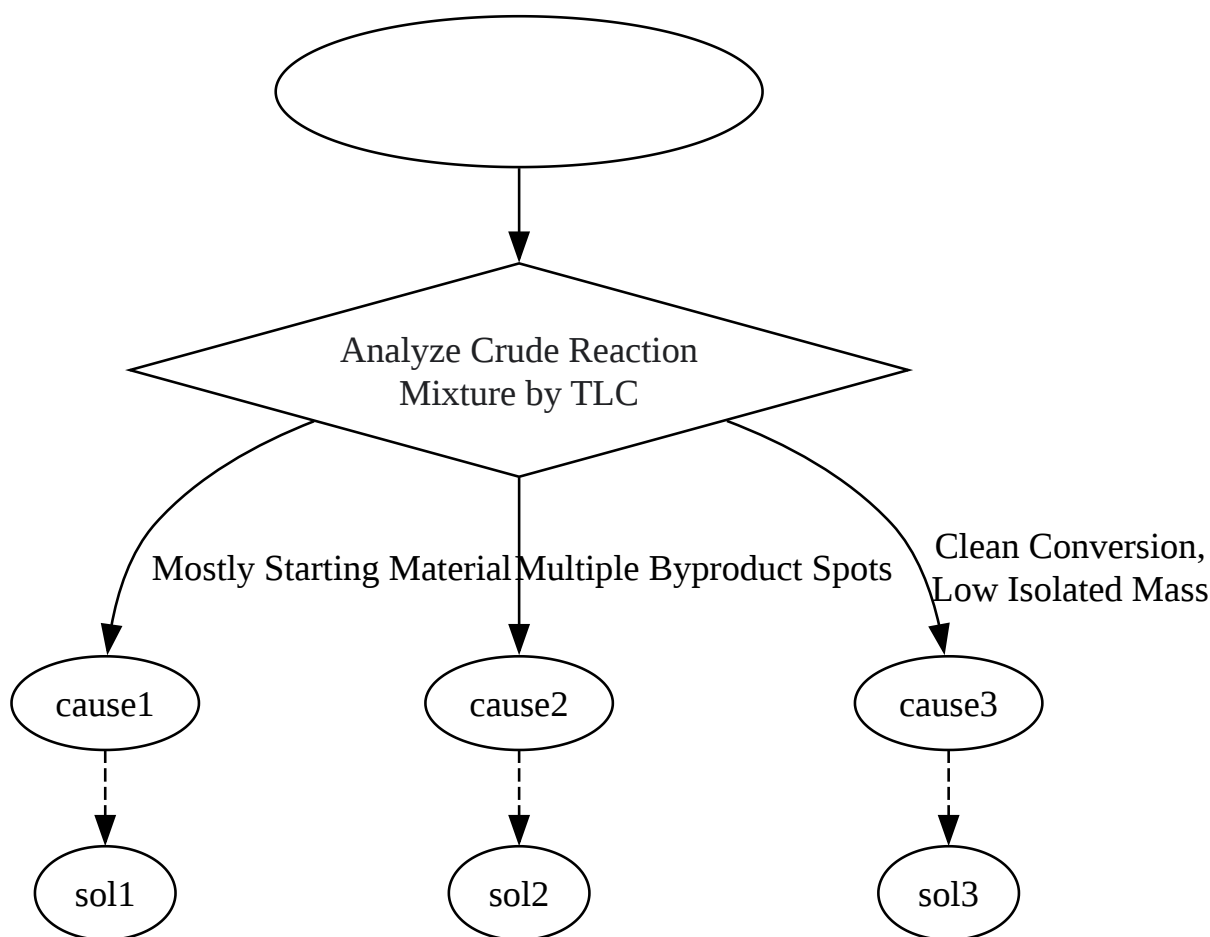 Analyze Crude Reaction
Mixture by TLC
Mostly Starting Material
Multiple Byproduct Spots
Clean Conversion,
Low Isolated Mass
cause1
cause2
cause3
sol1
sol2
sol3